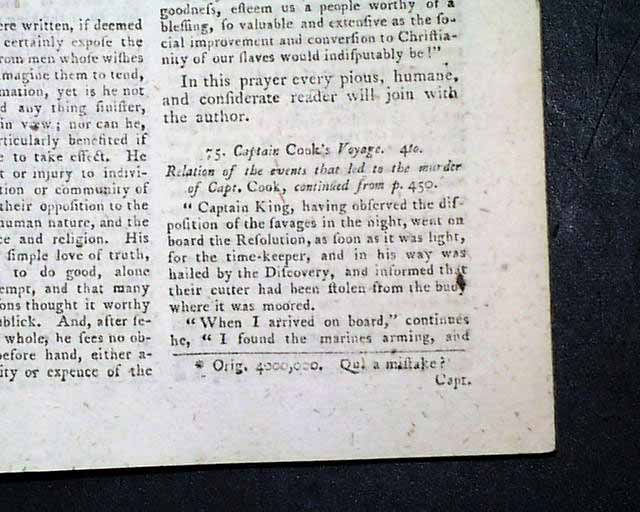 ere written, if deemed
certainly expose the
rom men whose wiſhes
imagine them to tend,
mation, yet is he not
d any thing ſiniſter,
in view; nor can he,
rticularly benefited if
e to take effect. He
t or injury to indivi-
tion or community of
their oppoſition to the
human nature, and the
ce and religion. His
ſimple love of truth,
to do good, alone
empt, and that many
ons thought it worthy
ublick. And, after ſe-
whole, he ſees no ob-
before hand, either a-
ity or expence of the
goodneſs, eſteem us a people worthy of a
bleſſing, ſo valuable and extenſive as the ſo-
cial improvement and converſion to Chriſtia-
nity of our ſlaves would indiſputably be!"
In this prayer every pious, humane,
and conſiderate reader will join with
the author.
75. Captain Cook's Voyage. 4to.
Relation of the events that led to the murder
of Capt. Cook, continued from p. 450.
" Captain King, having obſerved the diſ-
poſition of the ſavages in the night, went on
board the Reſolution, as ſoon as it was light,
for the time-keeper, and in his way was
hailed by the Diſcovery, and informed that
their cutter had been ſtolen from the buoy
where it was moored.
" When I arrived on board," continues
he, " I found the marines arming, and
* Orig. 4000,000. Qu. a miſtake?
Capt.